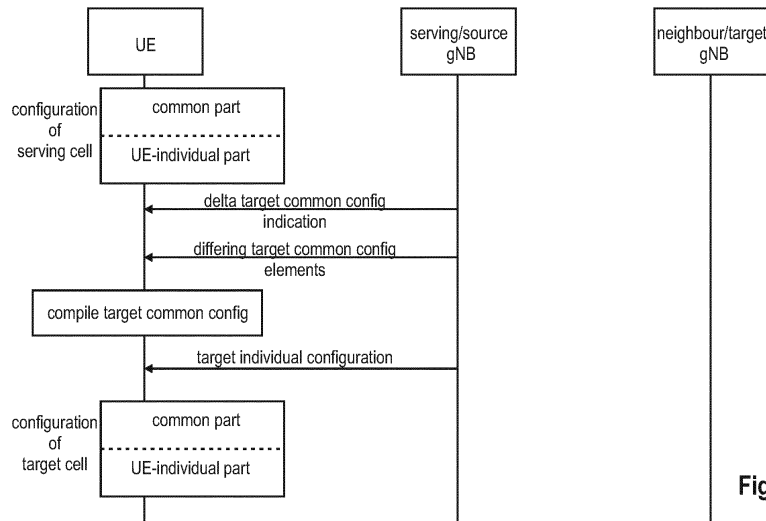 UE
serving/source
gNB
neighbour/target
gNB
configuration
of
serving cell
common part
UE-individual part
delta target common config
indication
differing target common config
elements
compile target common config
target individual configuration
configuration
of
target cell
common part
UE-individual part
Fig